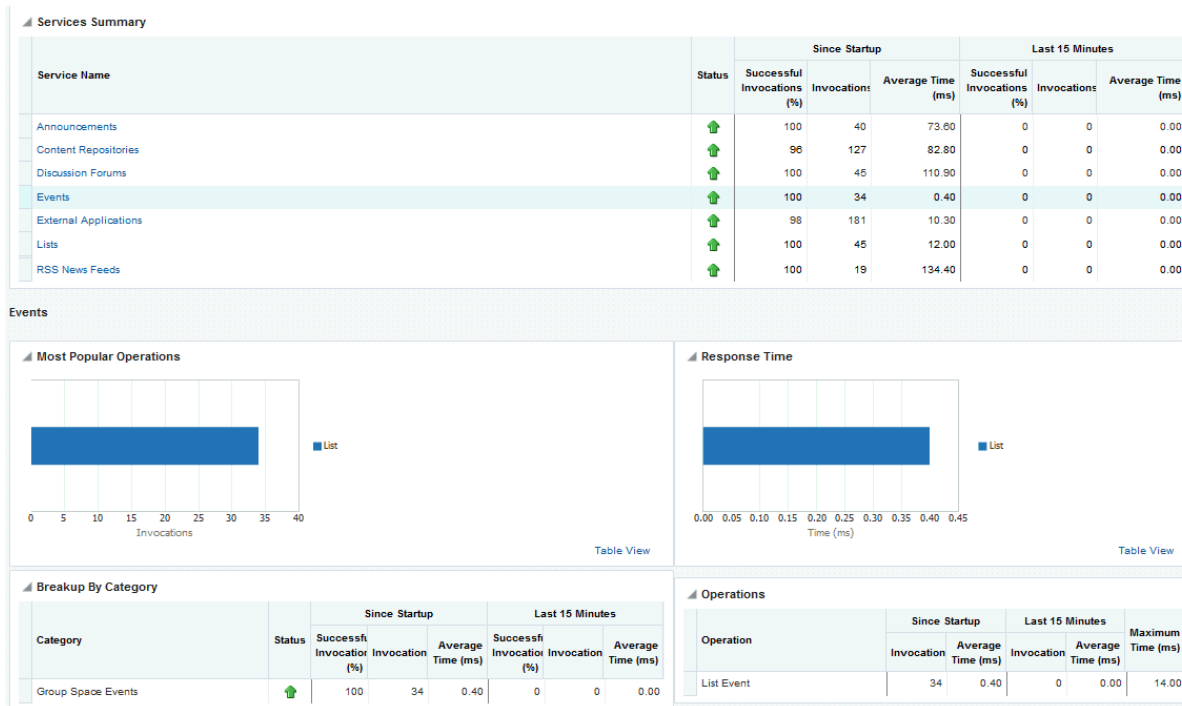 Services Summary
Since Startup Last 15 Minutes
Service Name Status Successful Invocations (%) Invocations Average Time (ms) Successful Invocations (%) Invocations Average Time (ms)
Announcements 100 40 73.60 0 0 0.00
Content Repositories 96 127 82.80 0 0 0.00
Discussion Forums 100 45 110.90 0 0 0.00
Events 100 34 0.40 0 0 0.00
External Applications 98 181 10.30 0 0 0.00
Lists 100 45 12.00 0 0 0.00
RSS News Feeds 100 19 134.40 0 0 0.00
Events
Most Popular Operations
List
0 5 10 15 20 25 30 35 40
Invocations
Table View
Response Time
List
0.00 0.05 0.10 0.15 0.20 0.25 0.30 0.35 0.40 0.45
Time (ms)
Table View
Breakup By Category
Since Startup Last 15 Minutes
Category Status Successfu Invocation (%) Invocation Average Time (ms) Successfu Invocation (%) Invocation Average Time (ms)
Group Space Events 100 34 0.40 0 0 0.00
Operations
Since Startup Last 15 Minutes
Operation Invocation Average Time (ms) Invocation Average Time (ms) Maximum Time (ms)
List Event 34 0.40 0 0.00 14.00